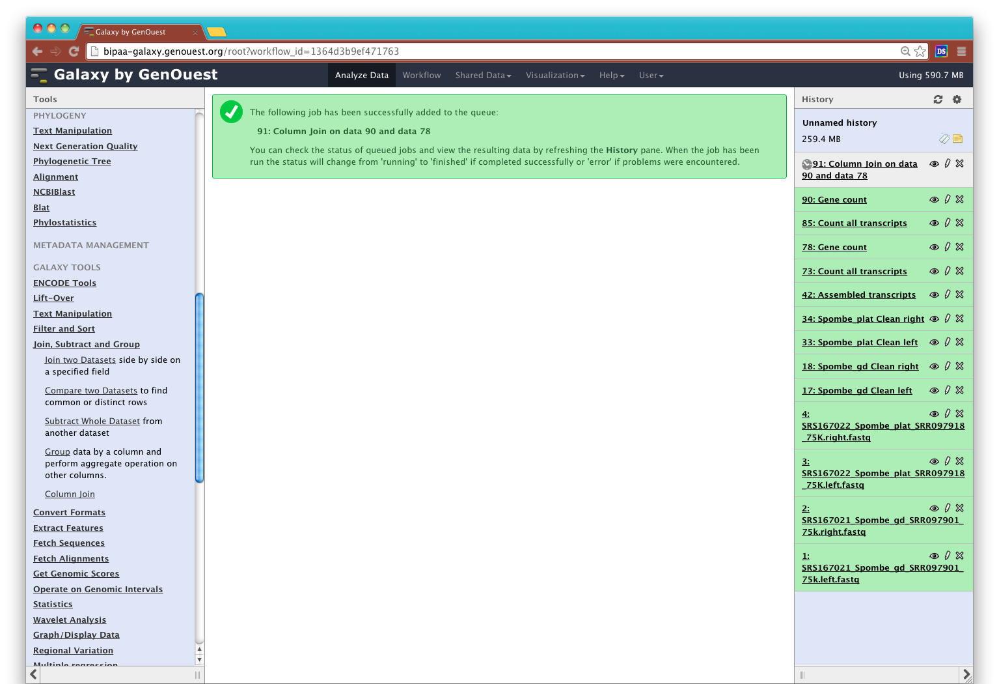 Galaxy by GenOuest
bipaa-galaxy.genouest.org/root?workflow_id=1364d3b9ef471763
DS
Galaxy by GenOuest
Analyze Data
Workflow
Shared Data
Visualization
Help
User
Using 590.7 MB
Tools
PHYLOGENY
Text Manipulation
Next Generation Quality
Phylogenetic Tree
Alignment
NCBIBlast
Blat
Phylostatistics
METADATA MANAGEMENT
GALAXY TOOLS
ENCODE Tools
Lift-Over
Text Manipulation
Filter and Sort
Join, Subtract and Group
Join two Datasets side by side on
a specified field
Compare two Datasets to find
common or distinct rows
Subtract Whole Dataset from
another dataset
Group data by a column and
perform aggregate operation on
other columns.
Column Join
Convert Formats
Extract Features
Fetch Sequences
Fetch Alignments
Get Genomic Scores
Operate on Genomic Intervals
Statistics
Wavelet Analysis
Graph/Display Data
Regional Variation
Multiple regression
The following job has been successfully added to the queue:
91: Column Join on data 90 and data 78
You can check the status of queued jobs and view the resulting data by refreshing the History pane. When the job has been
run the status will change from 'running' to 'finished' if completed successfully or 'error' if problems were encountered.
History
Unnamed history
259.4 MB
91: Column Join on data
90 and data 78
90: Gene count
85: Count all transcripts
78: Gene count
73: Count all transcripts
42: Assembled transcripts
34: Spombe_plat Clean right
33: Spombe_plat Clean left
18: Spombe_gd Clean right
17: Spombe_gd Clean left
4:
SRS167022_Spombe_plat_SRR097918
_75K.right.fastq
3:
SRS167022_Spombe_plat_SRR097918
_75K.left.fastq
2:
SRS167021_Spombe_gd_SRR097901_
75k.right.fastq
1:
SRS167021_Spombe_gd_SRR097901_
75k.left.fastq